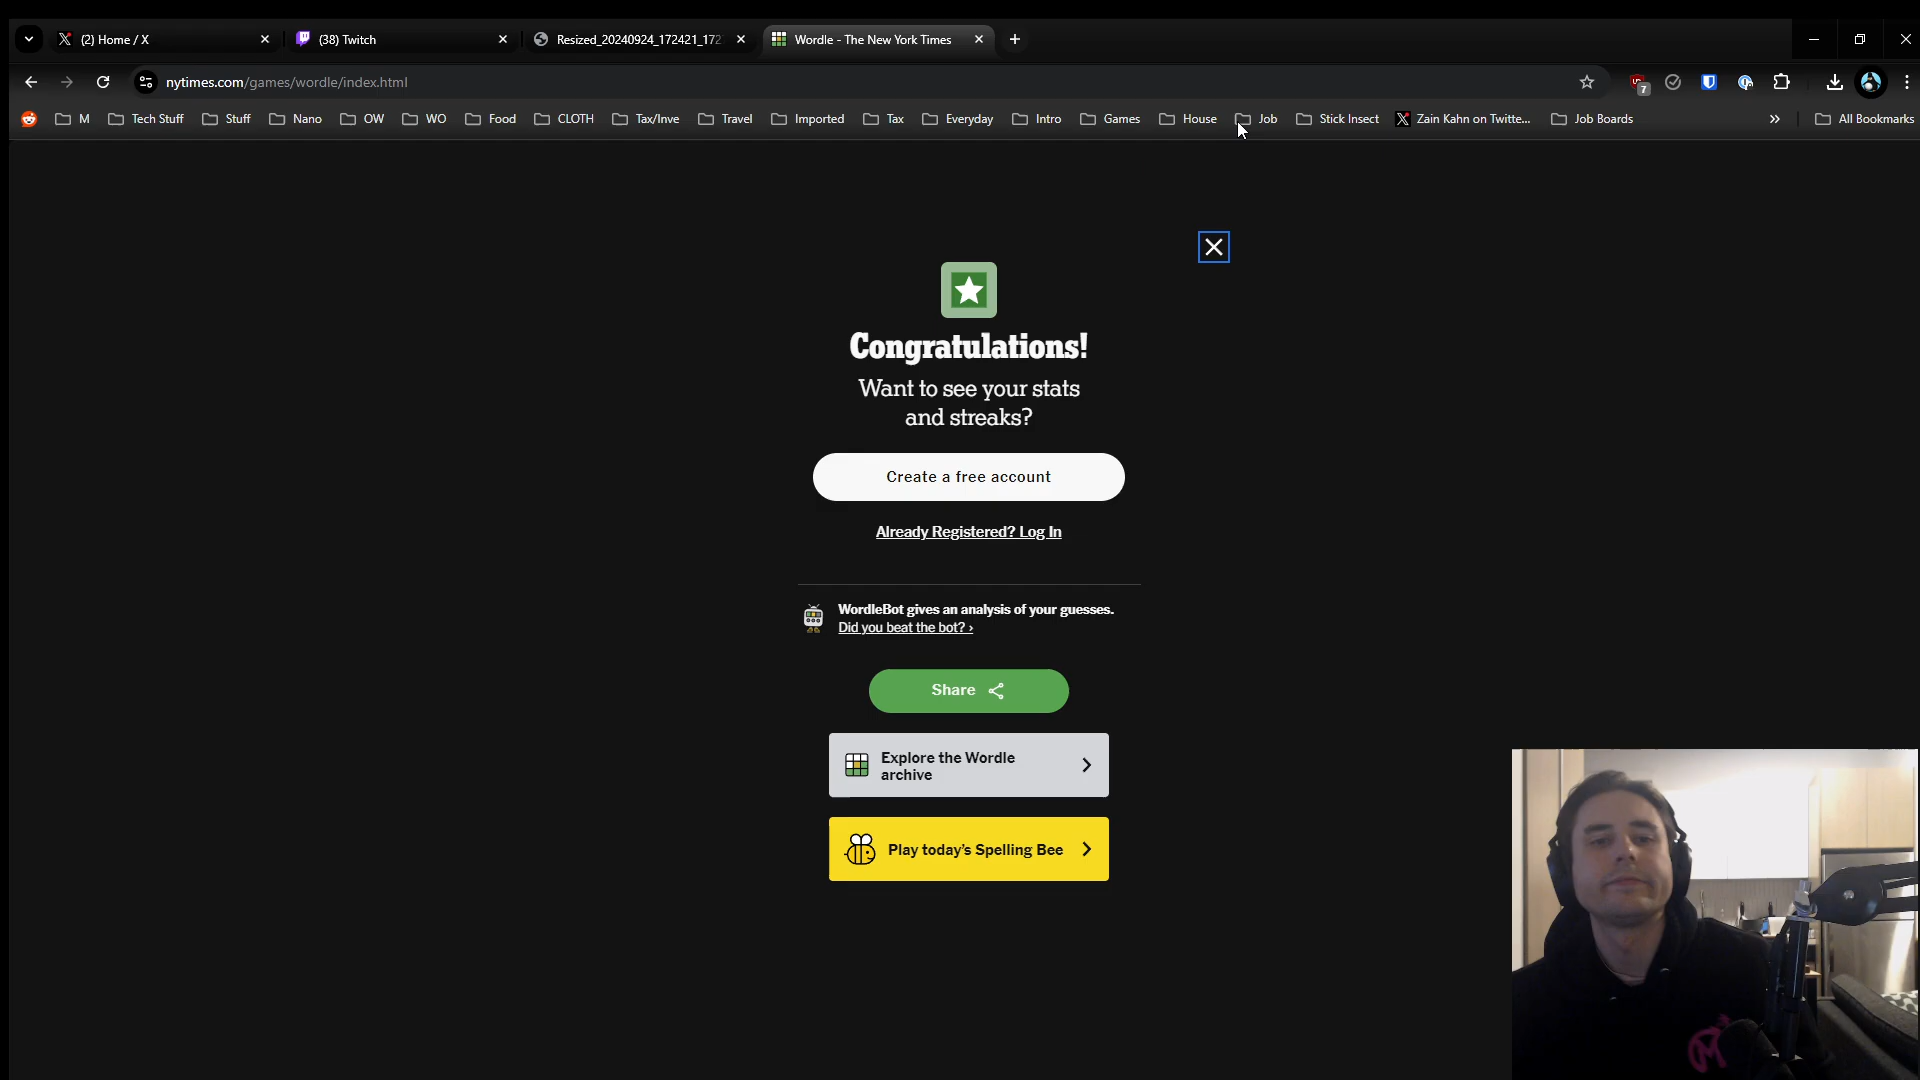 (2) Home / X
(38) Twitch
Resized_20240924_172421_172
Wordle - The New York Times
nytimes.com/games/wordle/index.html
7
M
Tech Stuff
Stuff
Nano
OW
WO
Food
CLOTH
Tax/Inve
Travel
Imported
Tax
Everyday
Intro
Games
House
Job
Stick Insect
Zain Kahn on Twitte...
Job Boards
All Bookmarks
Congratulations!
Want to see your stats
and streaks?
Create a free account
Already Registered? Log In
WordleBot gives an analysis of your guesses.
Did you beat the bot? ›
Share
Explore the Wordle
archive
Play today's Spelling Bee